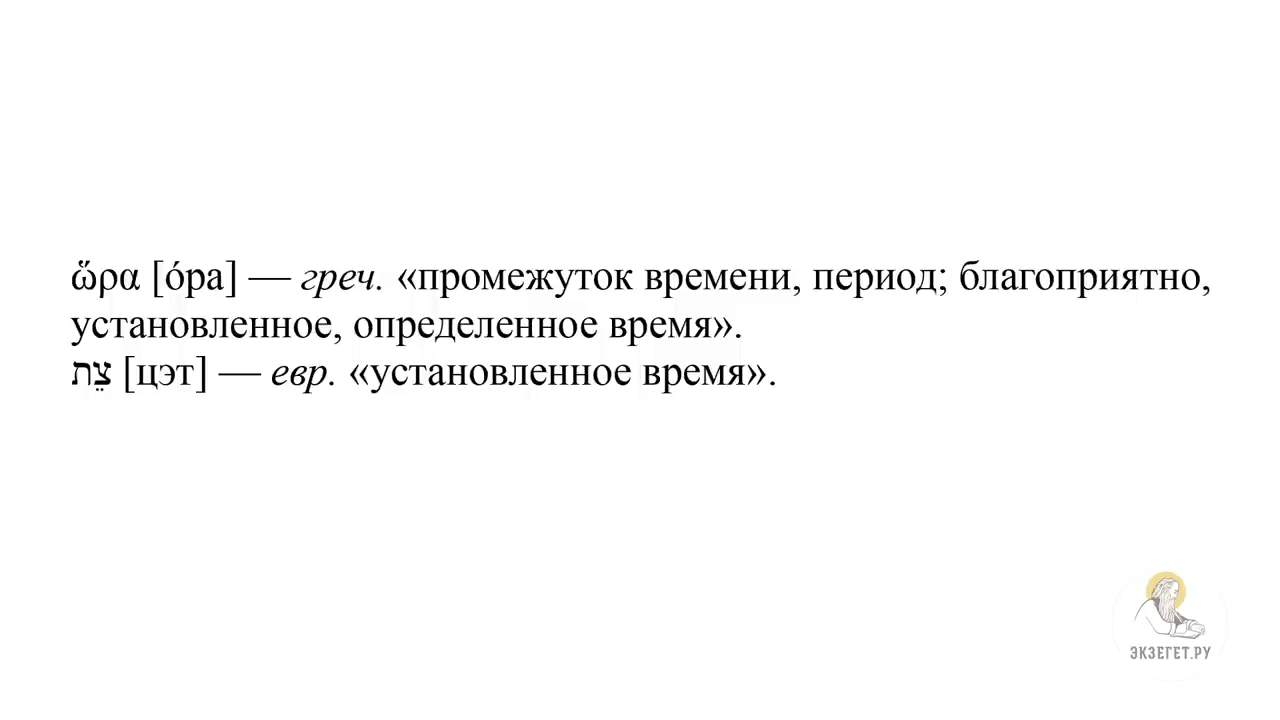 ὥρα [óра] — греч. «промежуток времени, период; благоприятно,
установленное, определенное время».
צֵת [цэт] — евр. «установленное время».
ЭКЗЕГЕТ.РУ